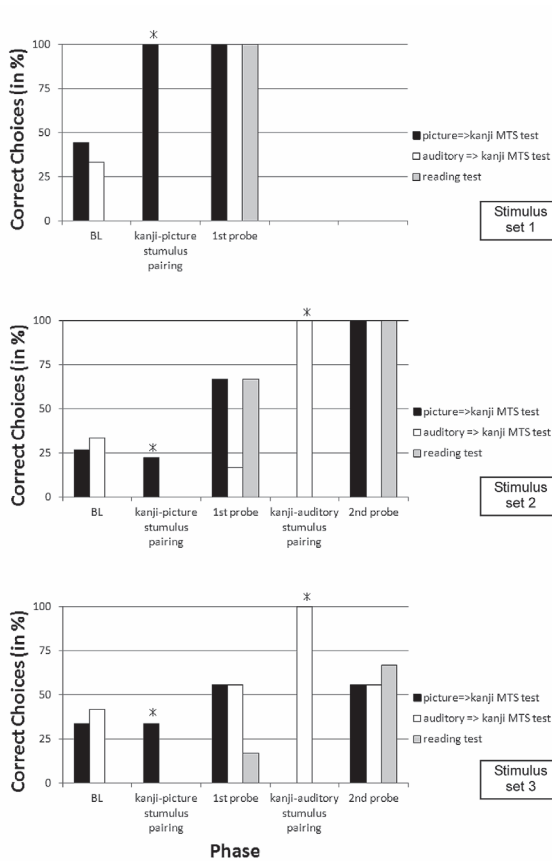 Correct Choices (in %)
100
75
50
25
0
*
BL
kanji-picture
stumulus
pairing
1st probe
picture=>kanji MTS test
auditory => kanji MTS test
reading test
Stimulus
set 1
Correct Choices (in %)
100
75
50
25
0
*
*
BL
kanji-picture
stumulus
pairing
1st probe
kanji-auditory
stumulus
pairing
2nd probe
picture=>kanji MTS test
auditory => kanji MTS test
reading test
Stimulus
set 2
Correct Choices (in %)
100
75
50
25
0
*
*
BL
kanji-picture
stumulus
pairing
1st probe
kanji-auditory
stumulus
pairing
2nd probe
picture=>kanji MTS test
auditory => kanji MTS test
reading test
Stimulus
set 3
Phase